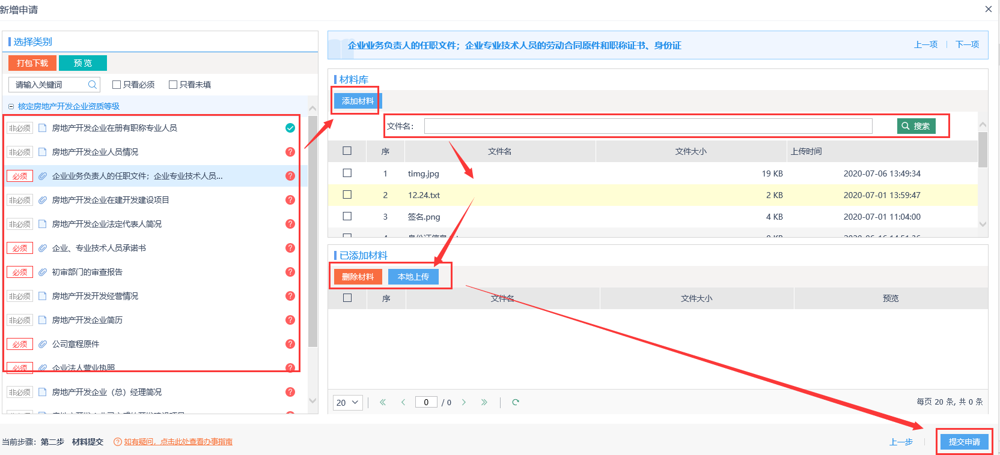 新增申请
选择类别
打包下载 预 览
请输入关键词 只看必须 只看未填
核定房地产开发企业资质等级
非必须 房地产开发企业在册有职称专业人员
非必须 房地产开发企业人员情况
必须 企业业务负责人的任职文件；企业专业技术人员...
非必须 房地产开发企业在建开发建设项目
非必须 房地产开发企业法定代表人简况
必须 企业、专业技术人员承诺书
必须 初审部门的审查报告
非必须 房地产开发开发经营情况
非必须 房地产开发企业简历
必须 公司章程原件
必须 企业法人营业执照
非必须 房地产开发企业（总）经理简况
企业业务负责人的任职文件；企业专业技术人员的劳动合同原件和职称证书、身份证 上一项 下一项
材料库
添加材料
文件名： 搜索
序 文件名 文件大小 上传时间
1 timg.jpg 19 KB 2020-07-06 13:49:34
2 12.24.txt 2 KB 2020-07-01 13:59:47
3 签名.png 4 KB 2020-07-01 11:04:00
已添加材料
删除材料 本地上传
序 文件名 文件大小 预览
20 0 / 0 每页 20 条, 共 0 条
当前步骤： 第二步 材料提交 如有疑问，点击此处查看办事指南 上一步 提交申请